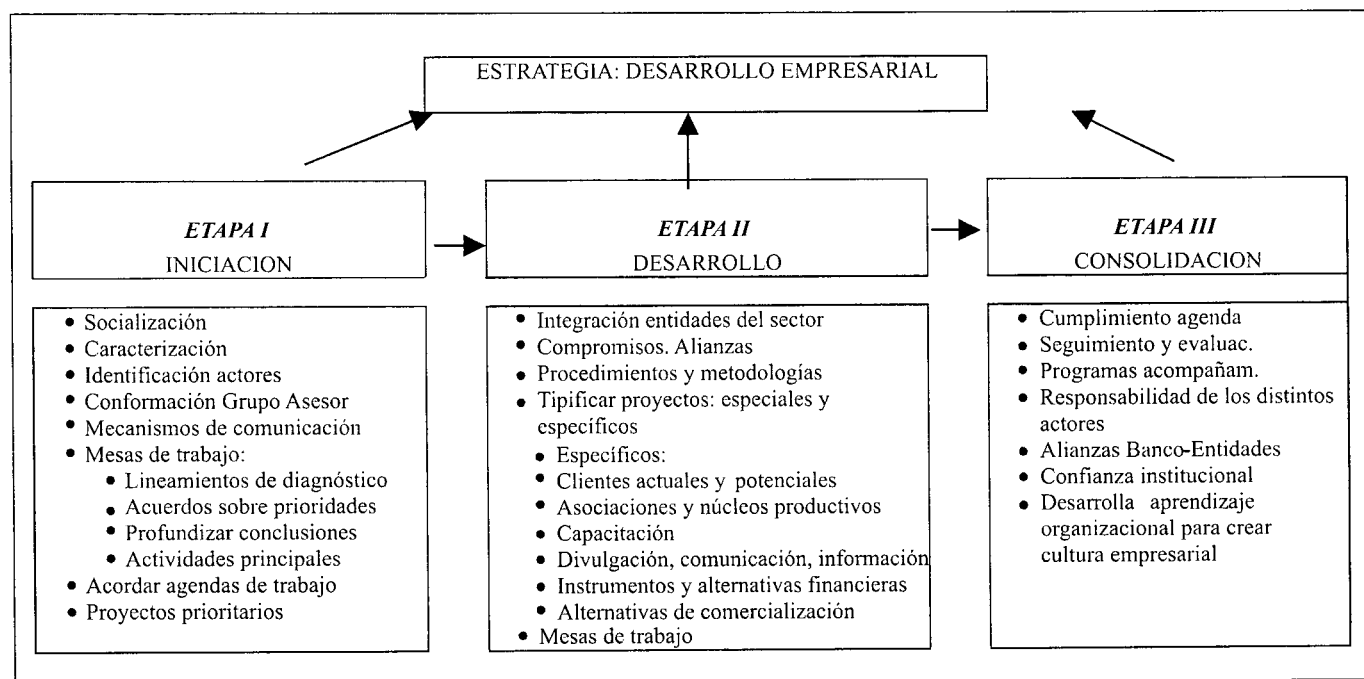 ESTRATEGIA: DESARROLLO EMPRESARIAL
ETAPA I
INICIACION
• Socialización
• Caracterización
• Identificación actores
• Conformación Grupo Asesor
• Mecanismos de comunicación
• Mesas de trabajo:
• Lineamientos de diagnóstico
• Acuerdos sobre prioridades
• Profundizar conclusiones
• Actividades principales
• Acordar agendas de trabajo
• Proyectos prioritarios
ETAPA II
DESARROLLO
• Integración entidades del sector
• Compromisos. Alianzas
• Procedimientos y metodologías
• Tipificar proyectos: especiales y
específicos
• Específicos:
• Clientes actuales y potenciales
• Asociaciones y núcleos productivos
• Capacitación
• Divulgación, comunicación, información
• Instrumentos y alternativas financieras
• Alternativas de comercialización
• Mesas de trabajo
ETAPA III
CONSOLIDACION
• Cumplimiento agenda
• Seguimiento y evaluac.
• Programas acompañam.
• Responsabilidad de los distintos
actores
• Alianzas Banco-Entidades
• Confianza institucional
• Desarrolla aprendizaje
organizacional para crear
cultura empresarial